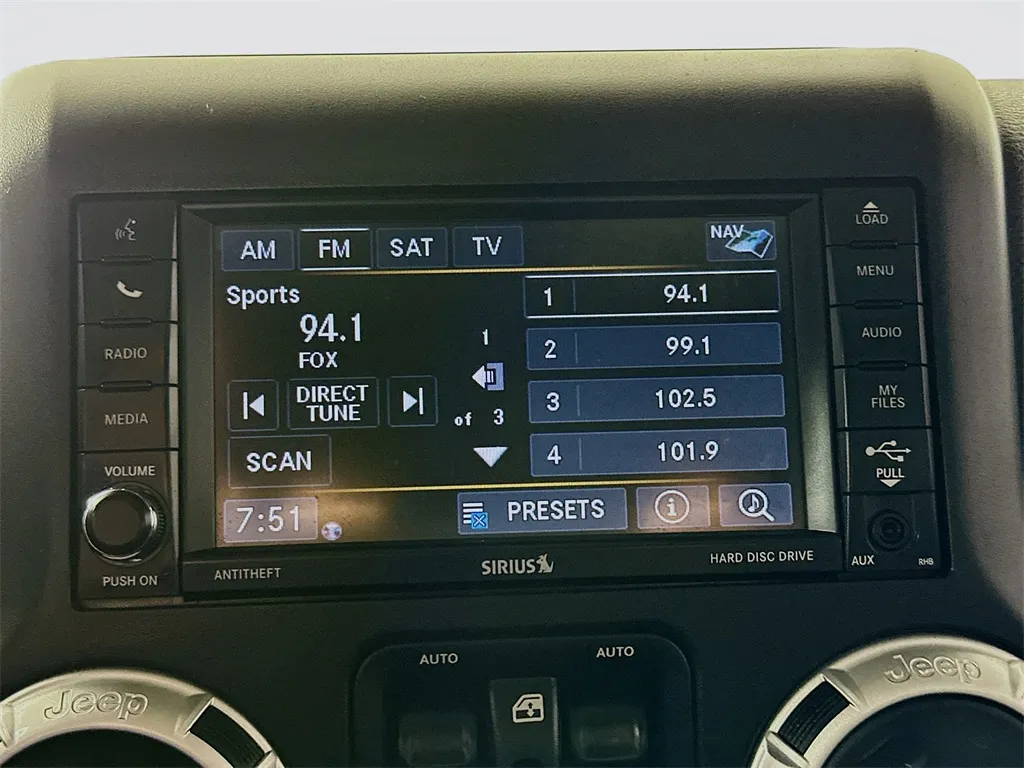 AM
FM
SAT
TV
NAV
Sports
94.1
FOX
DIRECT
TUNE
SCAN
7:51
1
of 3
1 94.1
2 99.1
3 102.5
4 101.9
PRESETS
i
RADIO
MEDIA
VOLUME
PUSH ON
LOAD
MENU
AUDIO
MY
FILES
PULL
AUX
RHB
ANTITHEFT
SIRIUS
HARD DISC DRIVE
AUTO
AUTO
Jeep
Jeep